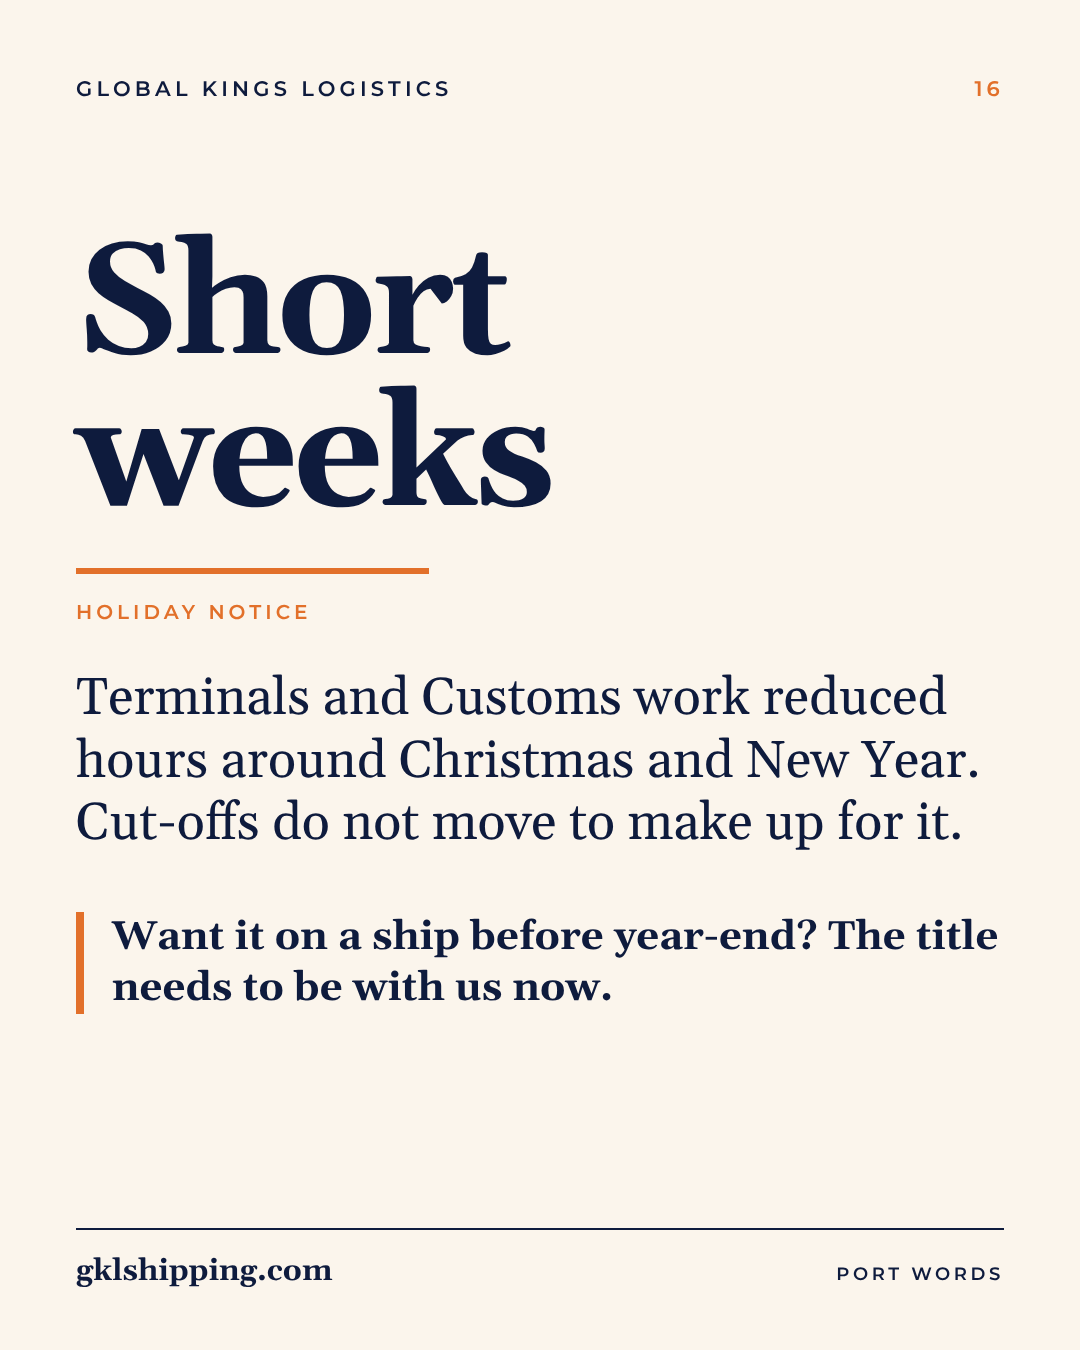 GLOBAL KINGS LOGISTICS
16
Short
weeks
HOLIDAY NOTICE
Terminals and Customs work reduced
hours around Christmas and New Year.
Cut-offs do not move to make up for it.
Want it on a ship before year-end? The title
needs to be with us now.
gklshipping.com
PORT WORDS